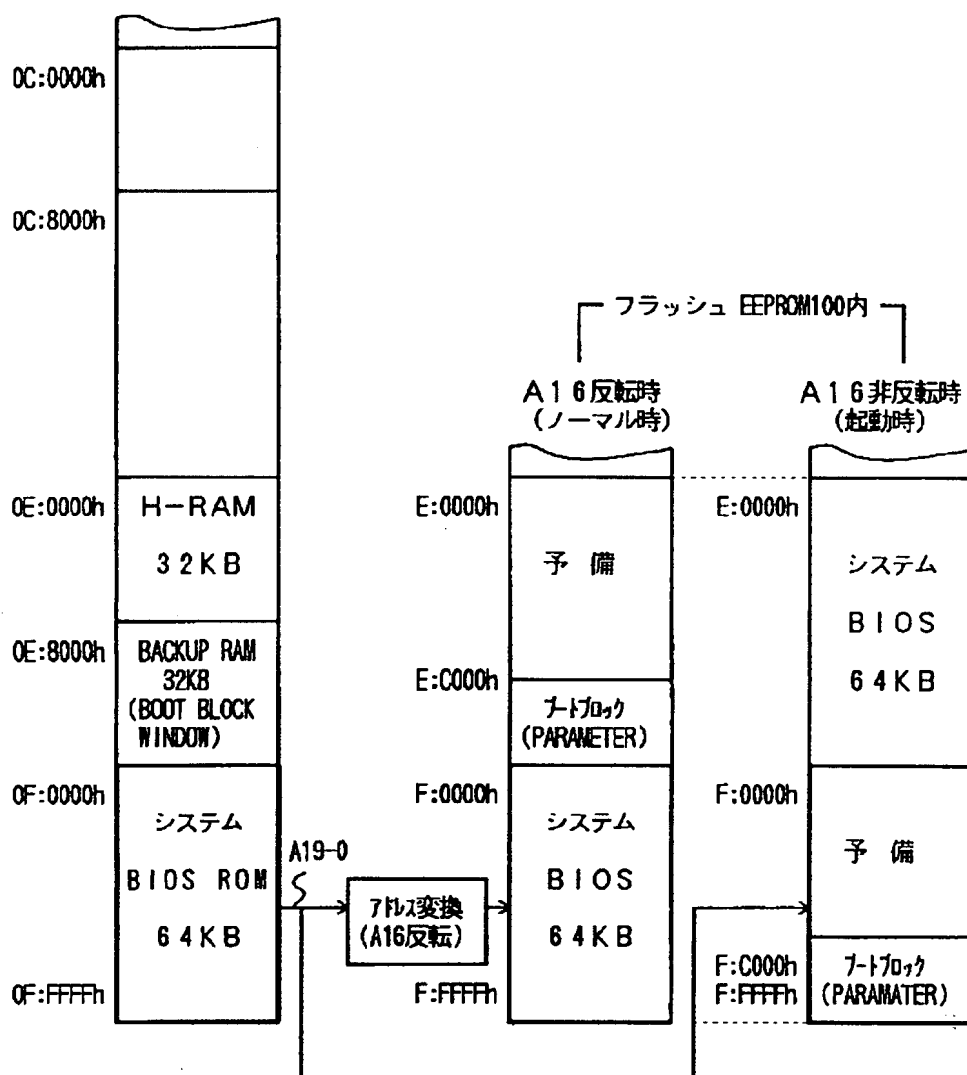 0C:0000h
0C:8000h
0E:0000h
H-RAM
32KB
0E:8000h
BACKUP RAM
32KB
(BOOT BLOCK
WINDOW)
0F:0000h
システム
BIOS ROM
64KB
0F:FFFFh
A19-0
アドレス変換
(A16反転)
フラッシュ EEPROM100内
A16反転時
(ノーマル時)
E:0000h
予 備
E:C000h
ブートブロック
(PARAMETER)
F:0000h
システム
BIOS
64KB
F:FFFFh
A16非反転時
(起動時)
E:0000h
システム
BIOS
64KB
F:0000h
予 備
F:C000h
F:FFFFh
ブートブロック
(PARAMATER)